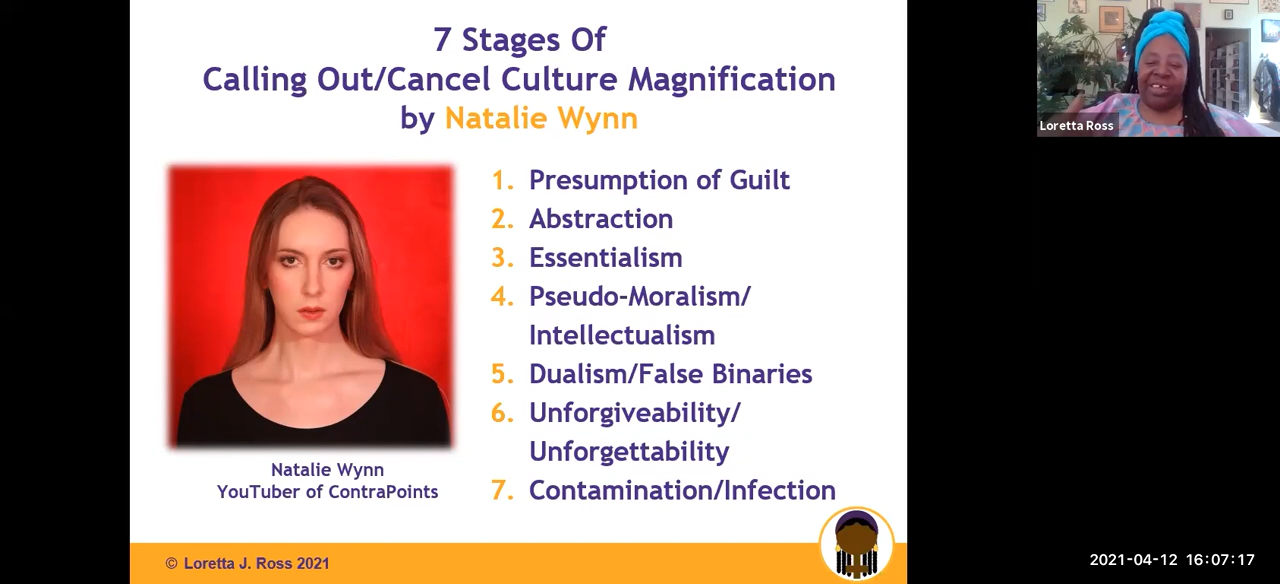 7 Stages Of
Calling Out/Cancel Culture Magnification
by Natalie Wynn
1. Presumption of Guilt
2. Abstraction
3. Essentialism
4. Pseudo-Moralism/
Intellectualism
5. Dualism/False Binaries
6. Unforgiveability/
Unforgettability
7. Contamination/Infection
Natalie Wynn
YouTuber of ContraPoints
© Loretta J. Ross 2021
Loretta Ross
2021-04-12 16:07:17